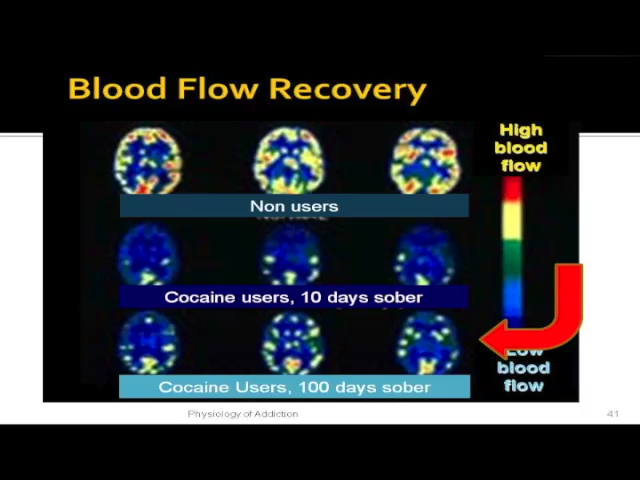 Blood Flow Recovery
High
blood
flow
Non users
Cocaine users, 10 days sober
Low
blood
flow
Cocaine Users, 100 days sober
Physiology of Addiction
41